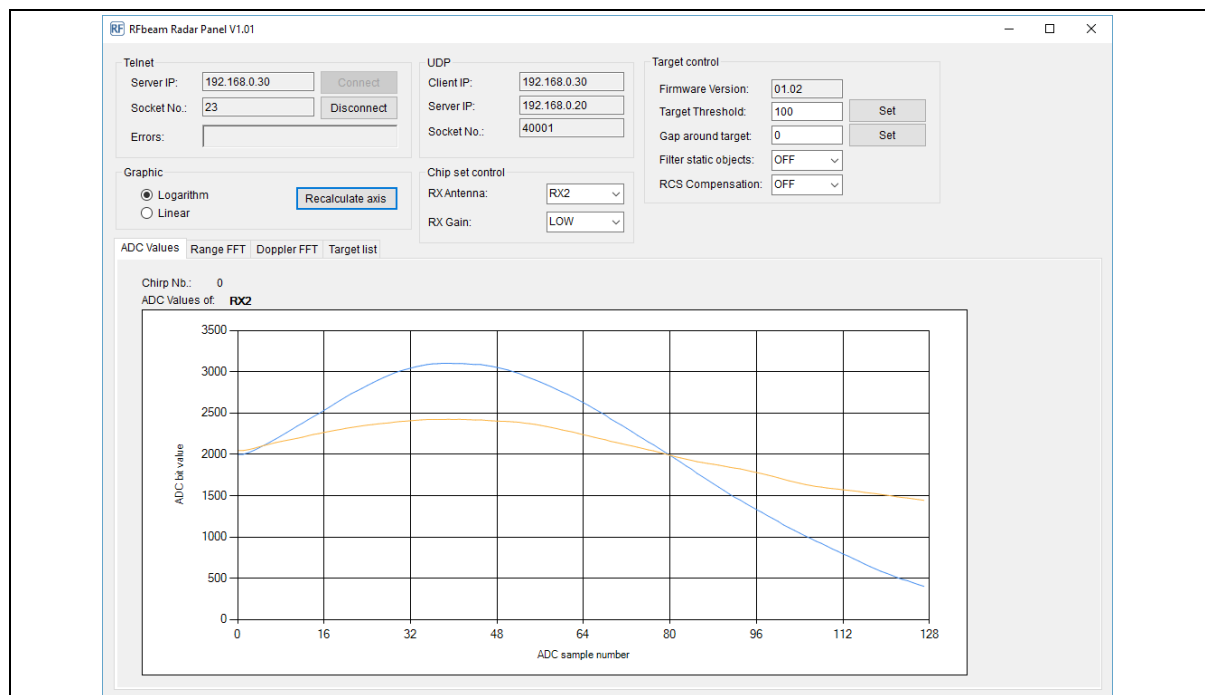 RF RFbeam Radar Panel V1.01
Telnet
Server IP: 192.168.0.30 Connect
Socket No.: 23 Disconnect
Errors:
UDP
Client IP: 192.168.0.30
Server IP: 192.168.0.20
Socket No.: 40001
Target control
Firmware Version: 01.02
Target Threshold: 100 Set
Gap around target: 0 Set
Filter static objects: OFF
RCS Compensation: OFF
Graphic
Logarithm
Linear
Recalculate axis
Chip set control
RX Antenna: RX2
RX Gain: LOW
ADC Values Range FFT Doppler FFT Target list
Chirp Nb.: 0
ADC Values of: RX2
ADC bit value
3500
3000
2500
2000
1500
1000
500
0
0 16 32 48 64 80 96 112 128
ADC sample number